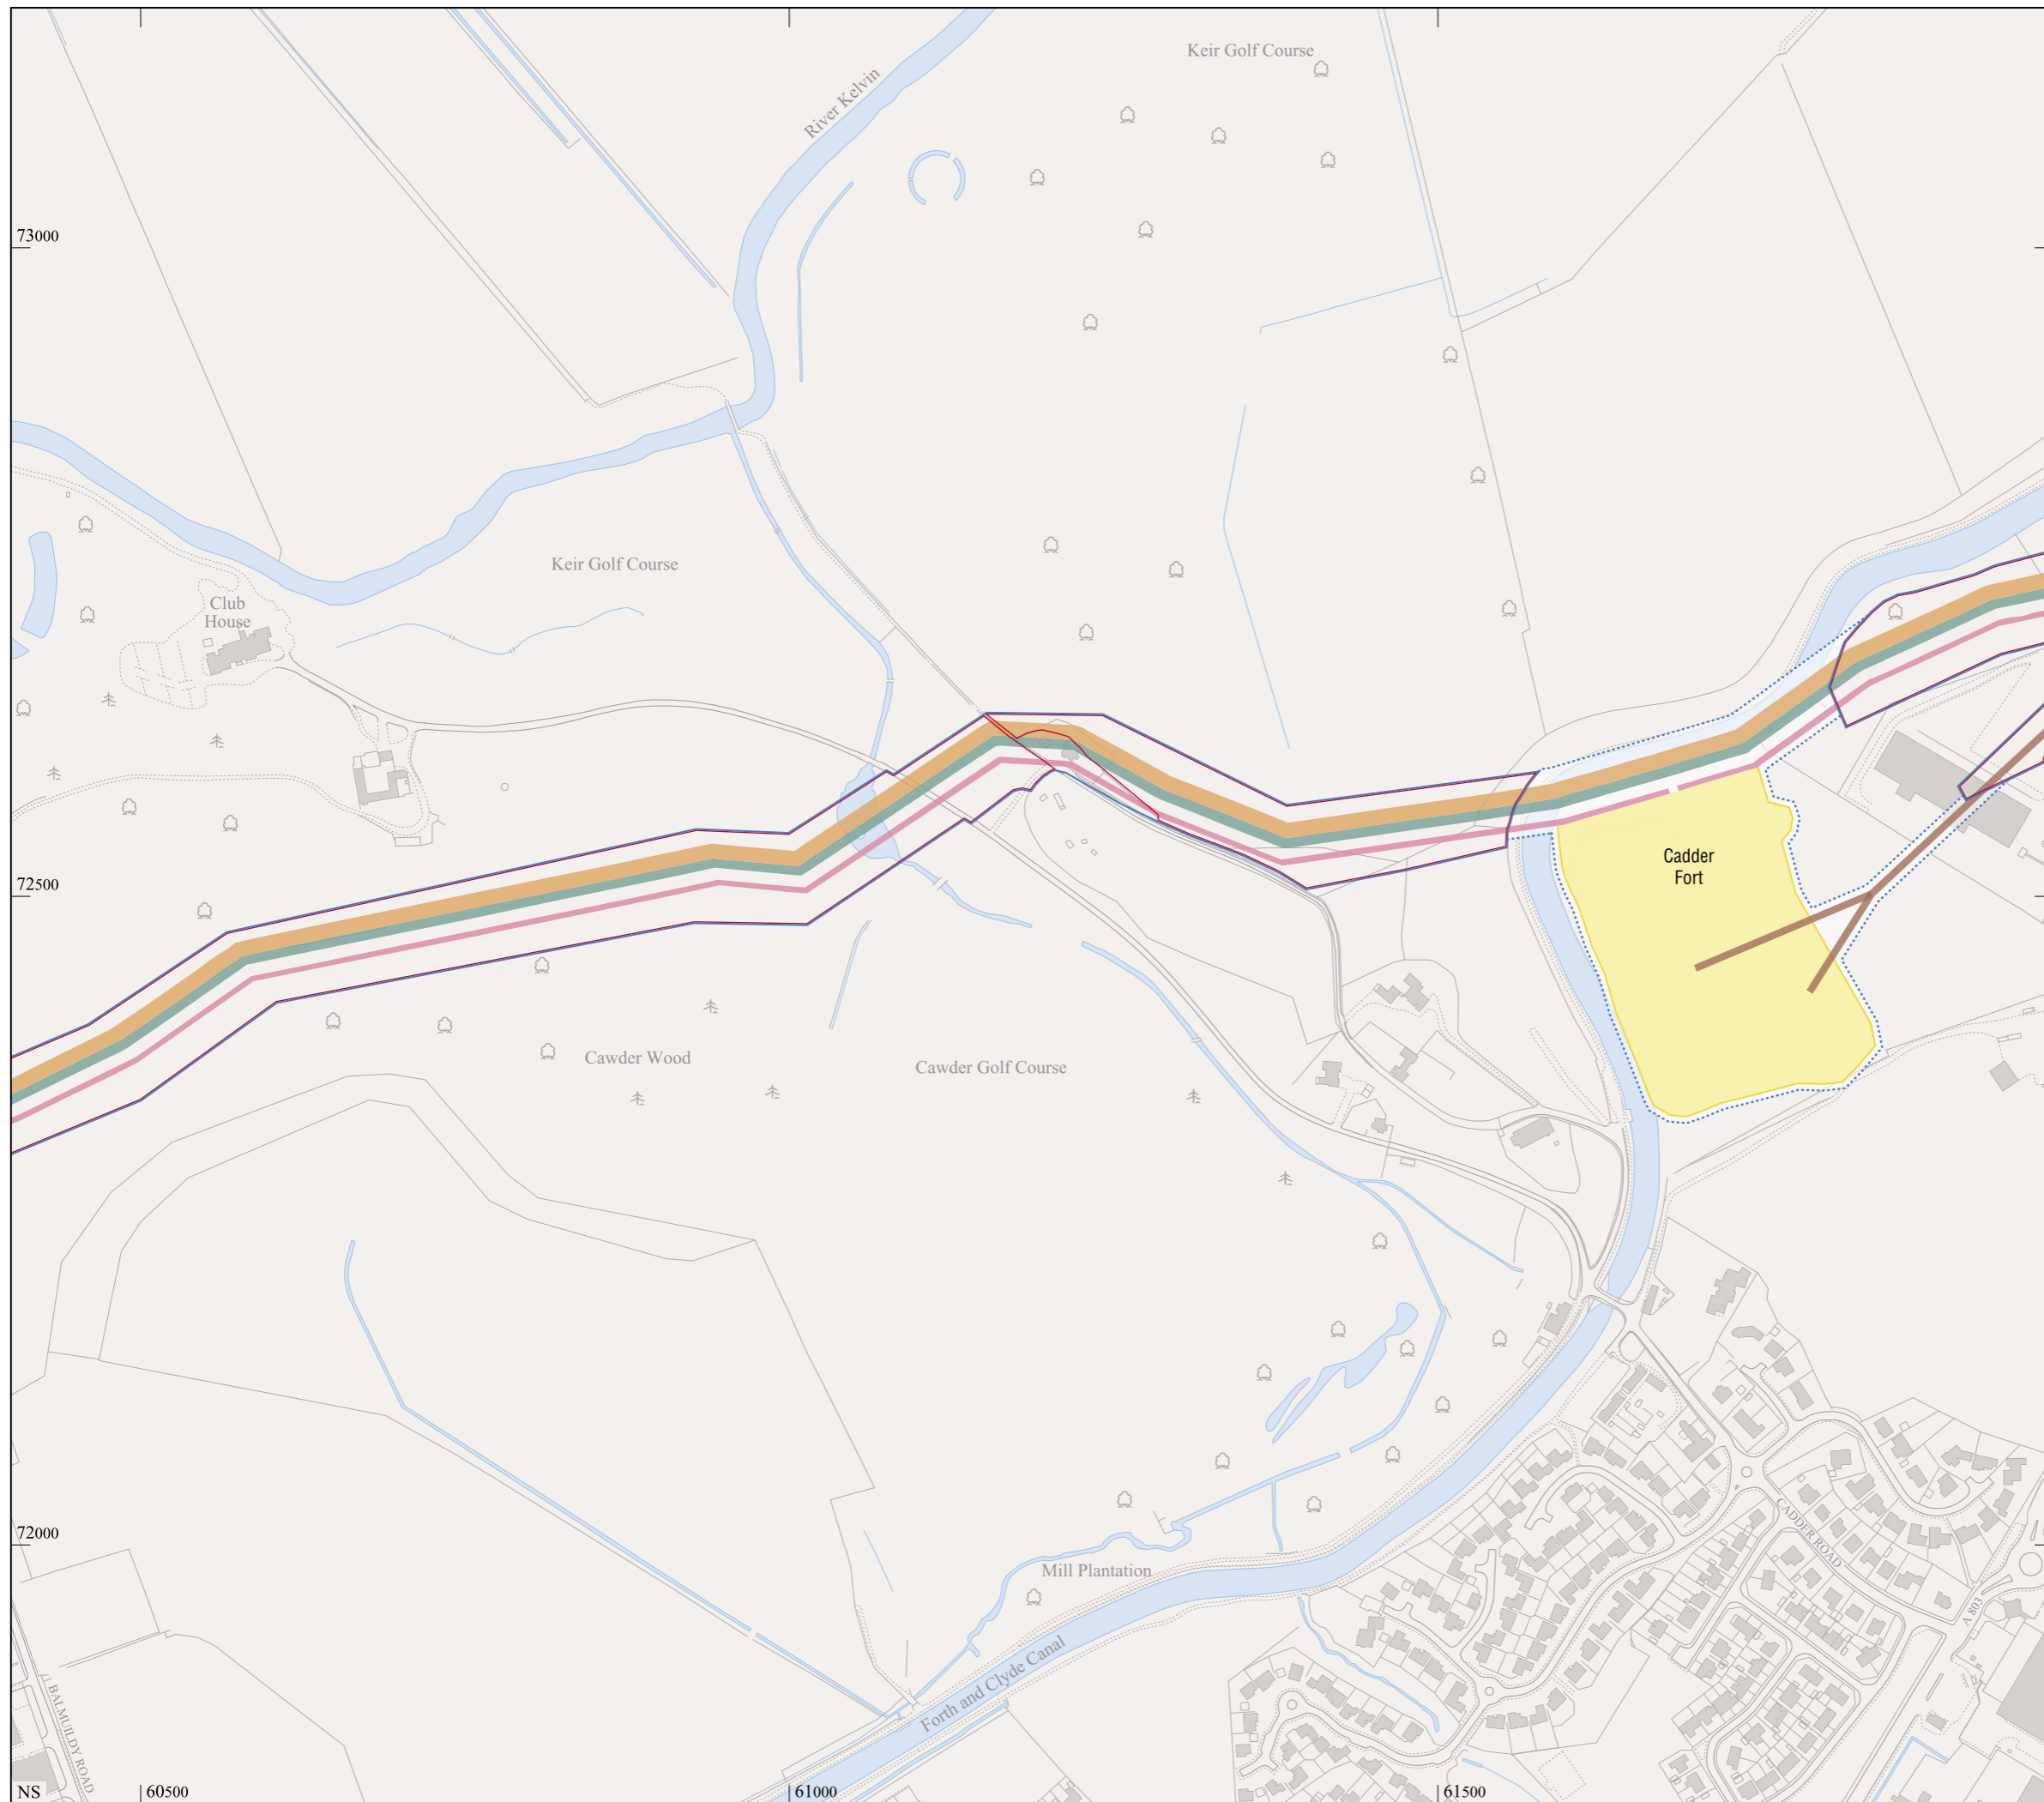 Keir Golf Course
River Kelvin
73000
Keir Golf Course
Club
House
Cadder
Fort
72500
Cawder Wood
Cawder Golf Course
72000
Mill Plantation
CADDER ROAD
A 803
Forth and Clyde Canal
BALMUILDY ROAD
NS
60500
61000
61500